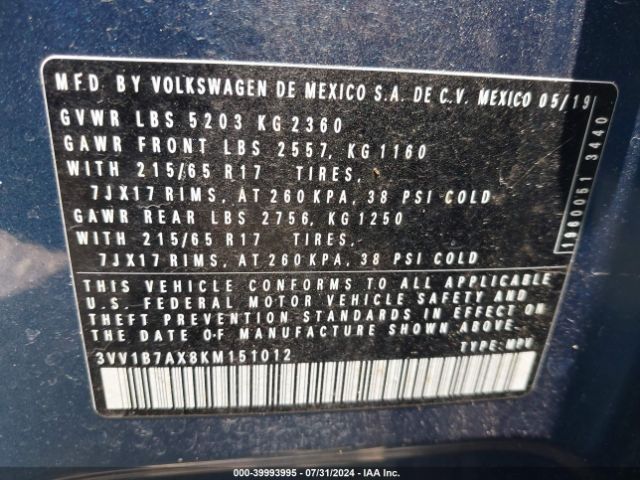 MFD. BY VOLKSWAGEN DE MEXICO S.A. DE C.V. MEXICO 05/19
GVWR LBS 5203 KG 2360
GAWR FRONT LBS 2557, KG 1160
WITH 215/65 R17 TIRES,
7JX17 RIMS, AT 260 KPA, 38 PSI COLD
GAWR REAR LBS 2756, KG 1250
WITH 215/65 R17 TIRES,
7JX17 RIMS, AT 260 KPA, 38 PSI COLD
THIS VEHICLE CONFORMS TO ALL APPLICABLE
U.S. FEDERAL MOTOR VEHICLE SAFETY AND
THEFT PREVENTION STANDARDS IN EFFECT ON
THE DATE OF MANUFACTURE SHOWN ABOVE.
3VV1B7AX8KM151012 TYPE: MPV
3440
000-39993995 - 07/31/2024 - IAA Inc.